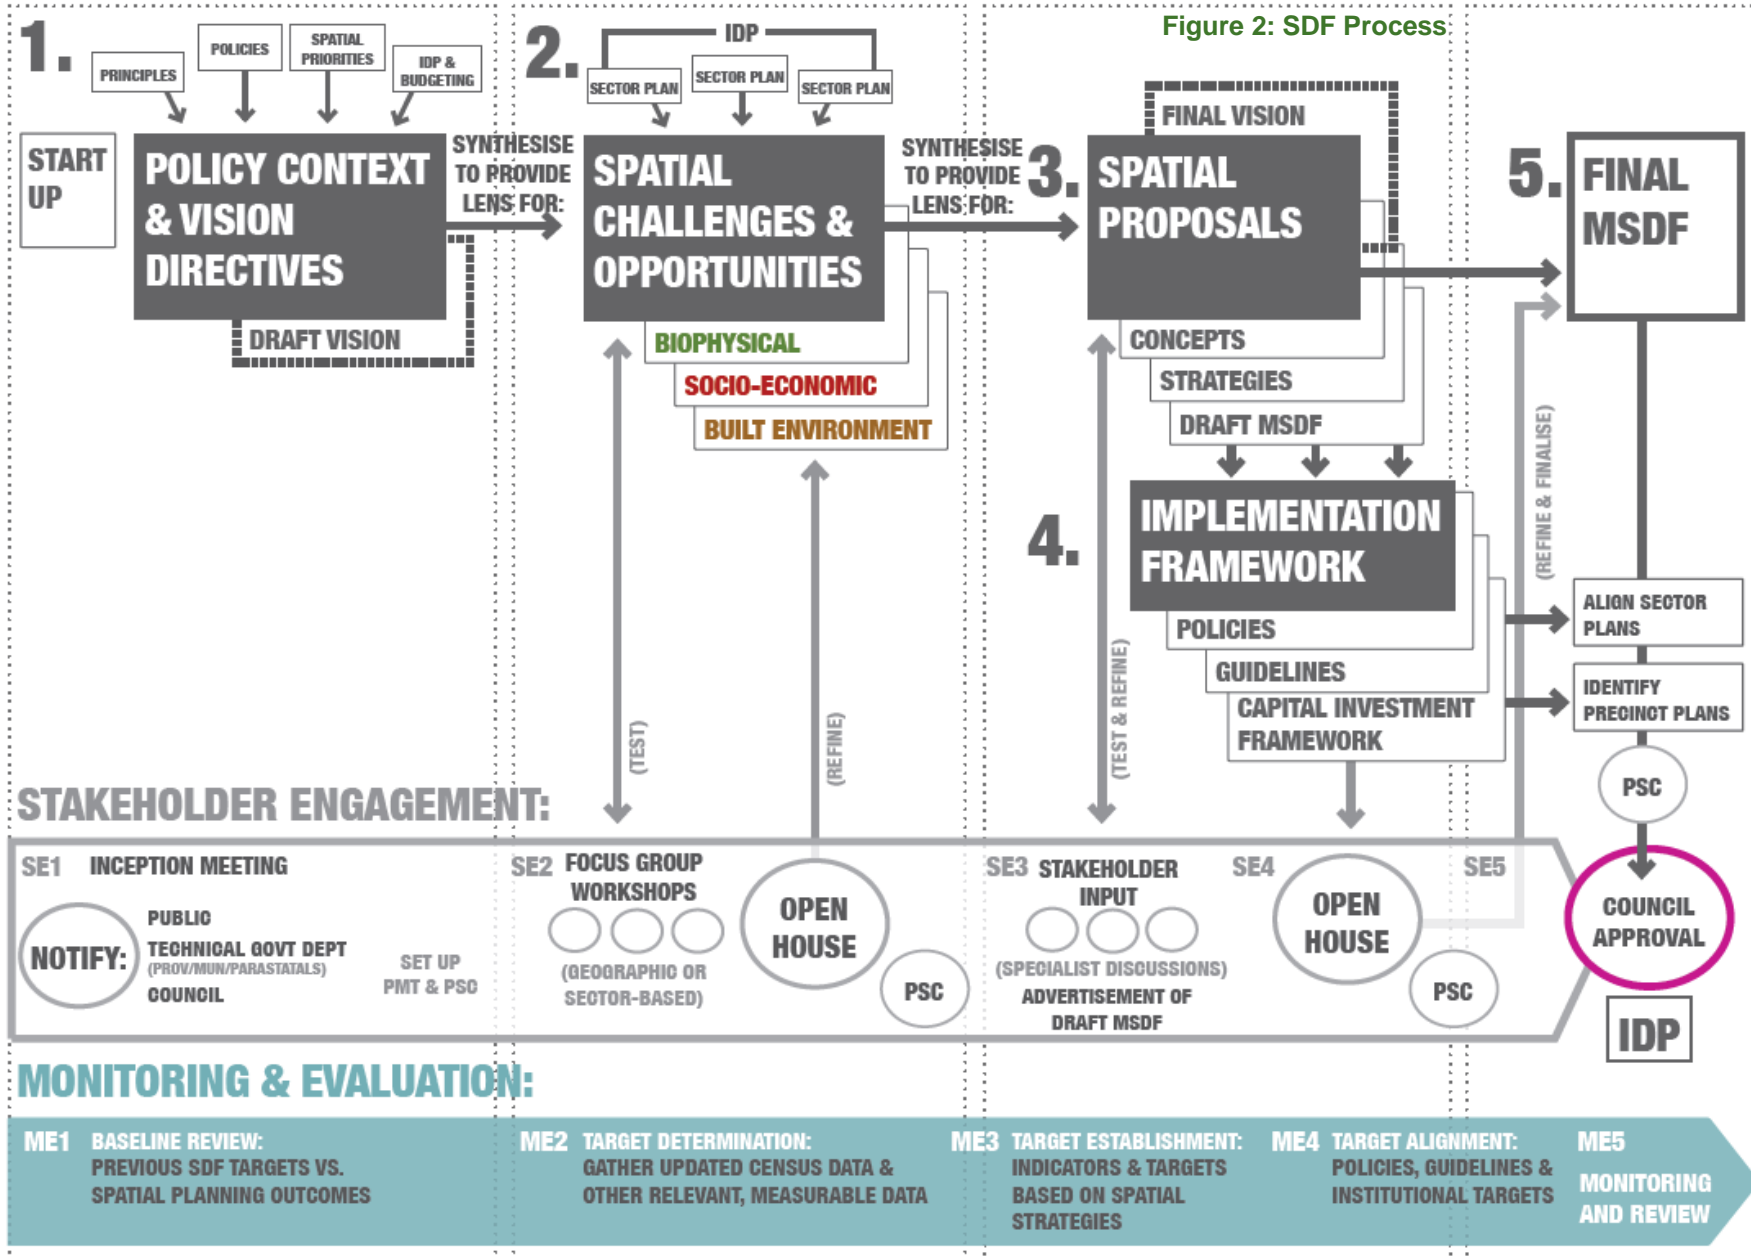 Figure 2: SDF Process
1.
PRINCIPLES
POLICIES
SPATIAL
PRIORITIES
IDP &
BUDGETING
START
UP
POLICY CONTEXT
& VISION
DIRECTIVES
DRAFT VISION
SYNTHESISE
TO PROVIDE
LENS FOR:
2.
IDP
SECTOR PLAN
SECTOR PLAN
SECTOR PLAN
SPATIAL
CHALLENGES &
OPPORTUNITIES
BIOPHYSICAL
SOCIO-ECONOMIC
BUILT ENVIRONMENT
SYNTHESISE
TO PROVIDE
LENS FOR:
3.
FINAL VISION
SPATIAL
PROPOSALS
CONCEPTS
STRATEGIES
DRAFT MSDF
4.
IMPLEMENTATION
FRAMEWORK
POLICIES
GUIDELINES
CAPITAL INVESTMENT
FRAMEWORK
5.
FINAL
MSDF
ALIGN SECTOR
PLANS
IDENTIFY
PRECINCT PLANS
PSC
(TEST)
(REFINE)
(TEST & REFINE)
(REFINE & FINALISE)
STAKEHOLDER ENGAGEMENT:
SE1 INCEPTION MEETING
NOTIFY:
PUBLIC
TECHNICAL GOVT DEPT
(PROV/MUN/PARASTATALS)
COUNCIL
SET UP
PMT & PSC
SE2 FOCUS GROUP
WORKSHOPS
(GEOGRAPHIC OR
SECTOR-BASED)
OPEN
HOUSE
PSC
SE3 STAKEHOLDER
INPUT
(SPECIALIST DISCUSSIONS)
ADVERTISEMENT OF
DRAFT MSDF
SE4
OPEN
HOUSE
PSC
SE5
COUNCIL
APPROVAL
IDP
MONITORING & EVALUATION:
ME1 BASELINE REVIEW:
PREVIOUS SDF TARGETS VS.
SPATIAL PLANNING OUTCOMES
ME2 TARGET DETERMINATION:
GATHER UPDATED CENSUS DATA &
OTHER RELEVANT, MEASURABLE DATA
ME3 TARGET ESTABLISHMENT:
INDICATORS & TARGETS
BASED ON SPATIAL
STRATEGIES
ME4 TARGET ALIGNMENT:
POLICIES, GUIDELINES &
INSTITUTIONAL TARGETS
ME5
MONITORING
AND REVIEW